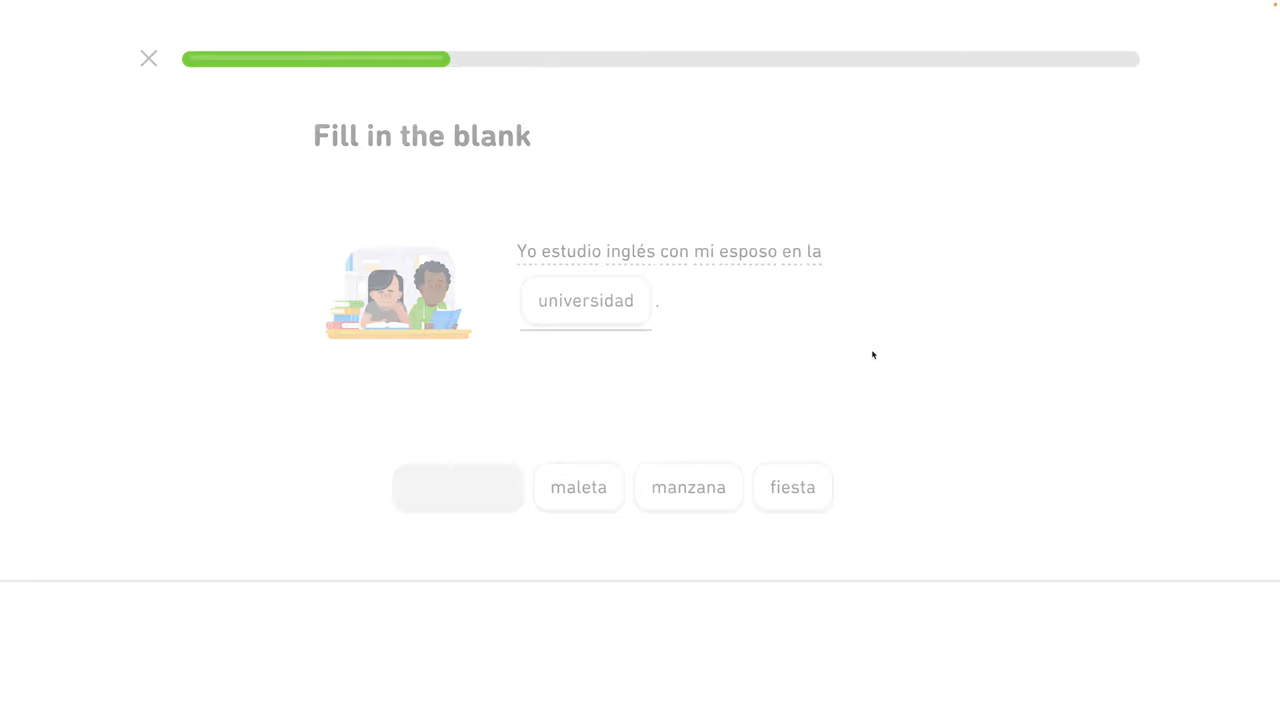 Fill in the blank
Yo estudio inglés con mi esposo en la
universidad .
maleta manzana fiesta